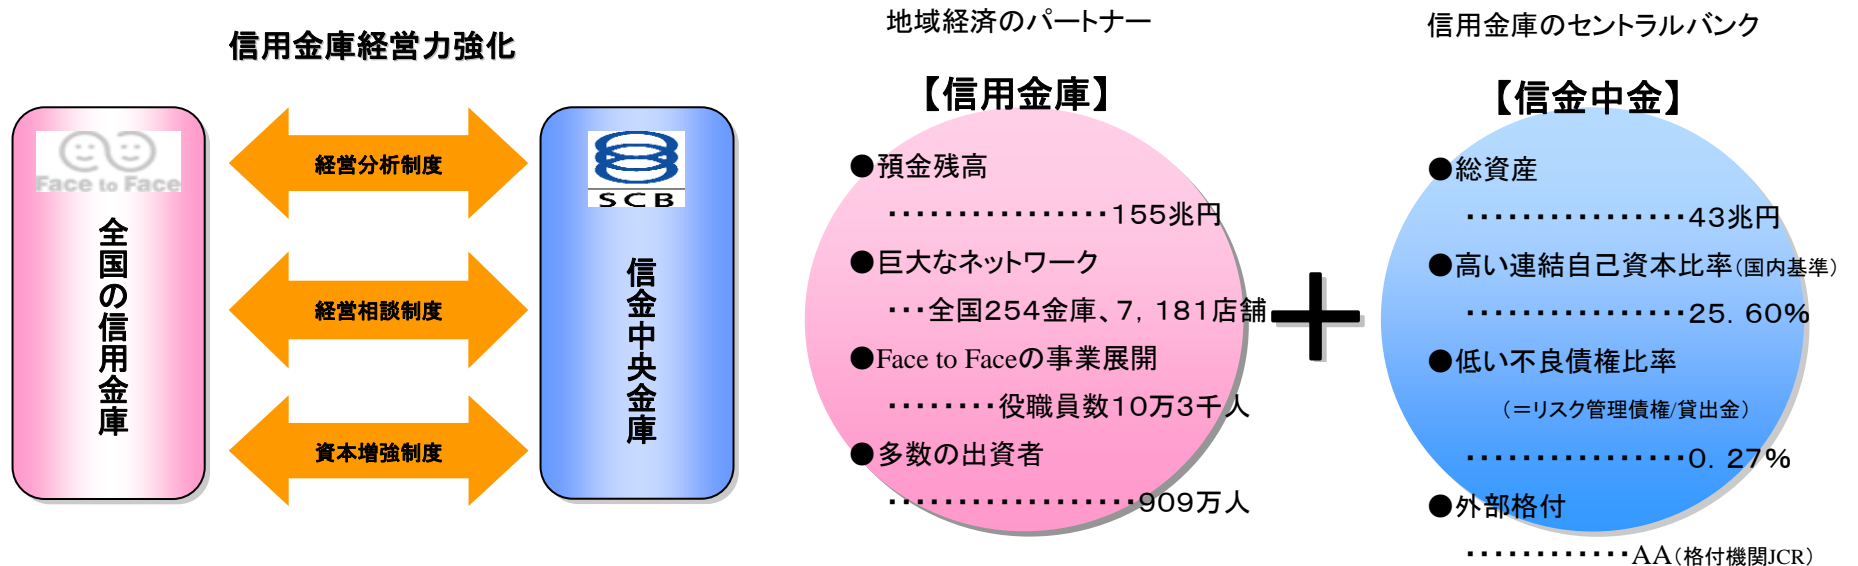 信用金庫経営力強化
Face to Face
全国の信用金庫
経営分析制度
経営相談制度
資本増強制度
SCB
信金中央金庫
地域経済のパートナー
【信用金庫】
●預金残高
・・・・・・・・・・・・・・・・155兆円
●巨大なネットワーク
・・・全国254金庫、7，181店舗
●Face to Faceの事業展開
・・・・・・・・役職員数10万3千人
●多数の出資者
・・・・・・・・・・・・・・・・・・909万人
＋
信用金庫のセントラルバンク
【信金中金】
●総資産
・・・・・・・・・・・・・・・・43兆円
●高い連結自己資本比率（国内基準）
・・・・・・・・・・・・・・・・25．60％
●低い不良債権比率
（＝リスク管理債権/貸出金）
・・・・・・・・・・・・・・・・0．27％
●外部格付
・・・・・・・・・・・・AA（格付機関JCR）